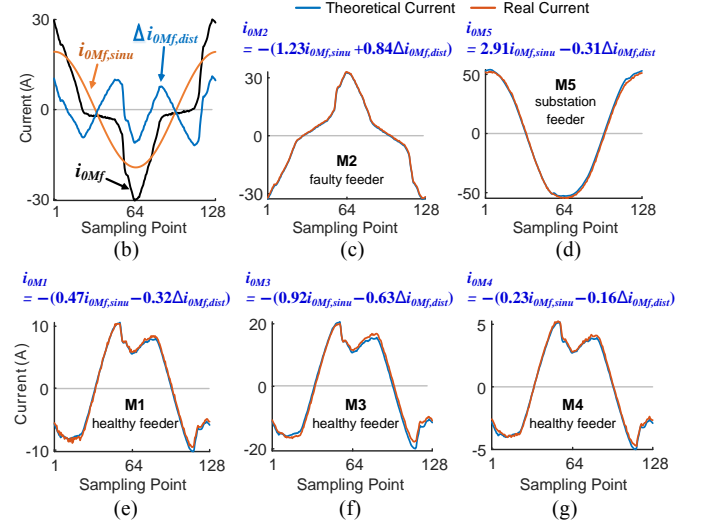 Theoretical Current Real Current
30
i0Mf,sinu
Δ i0Mf,dist
Current (A)
0
i0Mf
-30
1 64 128
Sampling Point
(b)
i0M2
= −(1.23i0Mf,sinu +0.84Δi0Mf,dist)
30
0
-30
M2
faulty feeder
1 64 128
Sampling Point
(c)
i0M5
= 2.91i0Mf,sinu −0.31Δi0Mf,dist
50
0
-50
M5
substation
feeder
1 64 128
Sampling Point
(d)
i0M1
= −(0.47i0Mf,sinu−0.32Δi0Mf,dist)
10
Current (A)
0
-10
M1
healthy feeder
1 64 128
Sampling Point
(e)
i0M3
= −(0.92i0Mf,sinu−0.63Δi0Mf,dist)
20
0
-20
M3
healthy feeder
1 64 128
Sampling Point
(f)
i0M4
= −(0.23i0Mf,sinu−0.16Δi0Mf,dist)
5
0
-5
M4
healthy feeder
1 64 128
Sampling Point
(g)